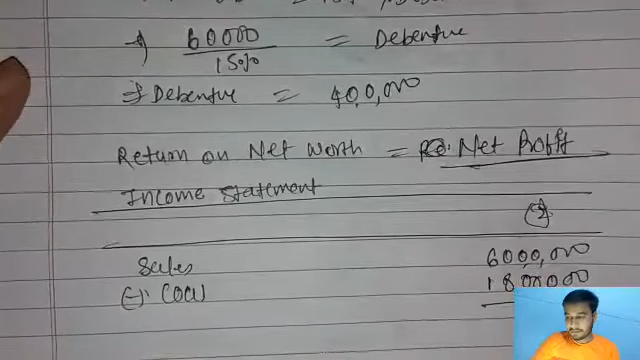 ⇒ 60000 / 15% = Debenture
⇒ Debenture = 400,000
Return on Net Worth = Net Profit
Income Statement
(₹)
Sales 6000,000
(-) COGS 1800000